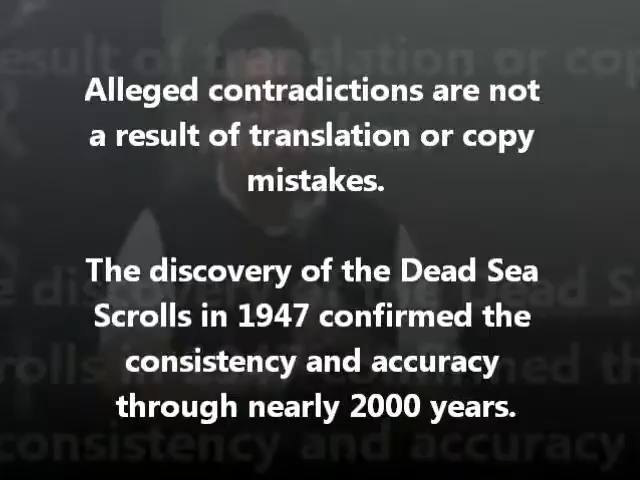 Alleged contradictions are not
a result of translation or copy
mistakes.
The discovery of the Dead Sea
Scrolls in 1947 confirmed the
consistency and accuracy
through nearly 2000 years.